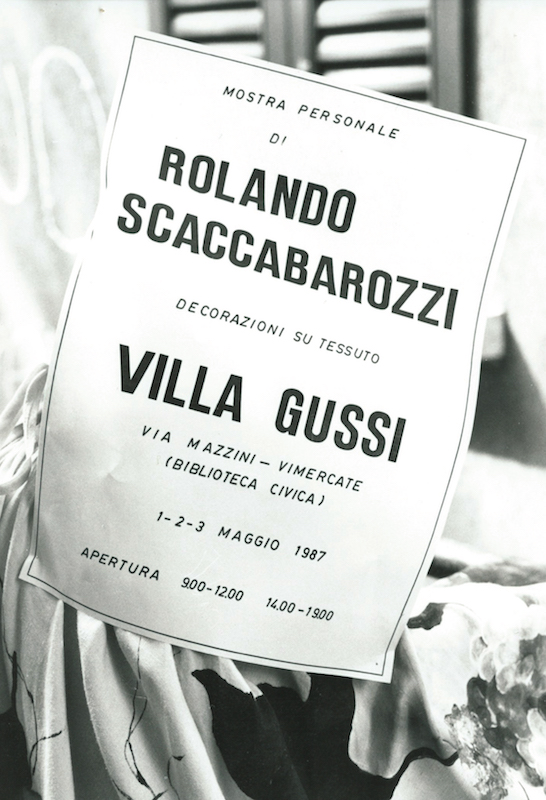 MOSTRA PERSONALE
DI
ROLANDO
SCACCABAROZZI
DECORAZIONI SU TESSUTO
VILLA GUSSI
VIA MAZZINI – VIMERCATE
(BIBLIOTECA CIVICA)
1-2-3 MAGGIO 1987
APERTURA 9.00-12.00 14.00-19.00